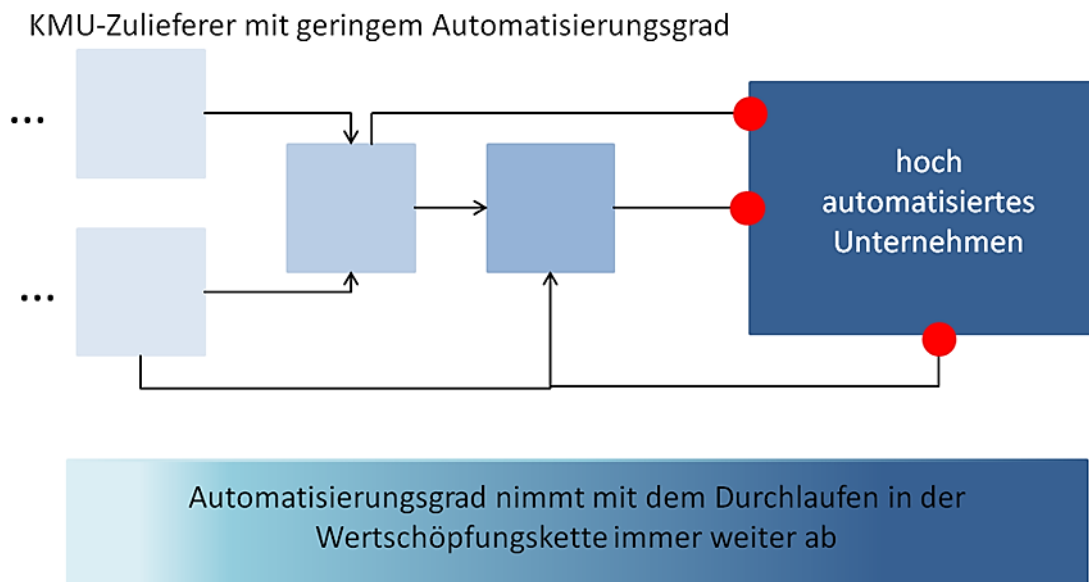 KMU-Zulieferer mit geringem Automatisierungsgrad
...
...
hoch
automatisiertes
Unternehmen
Automatisierungsgrad nimmt mit dem Durchlaufen in der
Wertschöpfungskette immer weiter ab